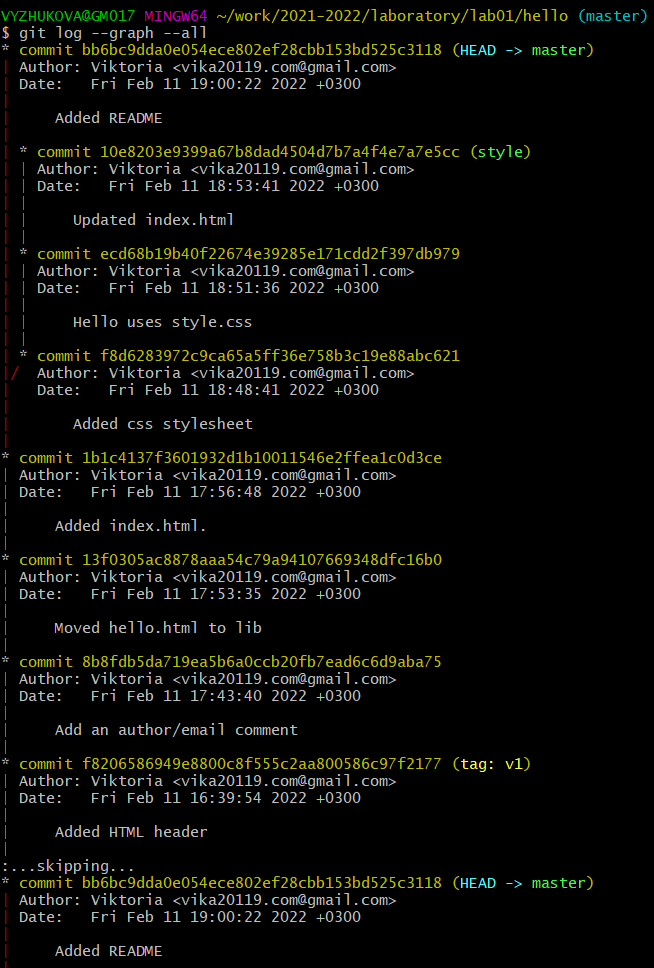 VYZHUKOVA@GM017 MINGW64 ~/work/2021-2022/laboratory/lab01/hello (master)
$ git log --graph --all
* commit bb6bc9dda0e054ece802ef28cbb153bd525c3118 (HEAD -> master)
| Author: Viktoria <vika20119.com@gmail.com>
| Date:   Fri Feb 11 19:00:22 2022 +0300
|
|     Added README
|
| * commit 10e8203e9399a67b8dad4504d7b7a4f4e7a7e5cc (style)
| | Author: Viktoria <vika20119.com@gmail.com>
| | Date:   Fri Feb 11 18:53:41 2022 +0300
| |
| |     Updated index.html
| |
| * commit ecd68b19b40f22674e39285e171cdd2f397db979
| | Author: Viktoria <vika20119.com@gmail.com>
| | Date:   Fri Feb 11 18:51:36 2022 +0300
| |
| |     Hello uses style.css
| |
| * commit f8d6283972c9ca65a5ff36e758b3c19e88abc621
|/  Author: Viktoria <vika20119.com@gmail.com>
|   Date:   Fri Feb 11 18:48:41 2022 +0300
|
|       Added css stylesheet
|
* commit 1b1c4137f3601932d1b10011546e2ffea1c0d3ce
| Author: Viktoria <vika20119.com@gmail.com>
| Date:   Fri Feb 11 17:56:48 2022 +0300
|
|     Added index.html.
|
* commit 13f0305ac8878aaa54c79a94107669348dfc16b0
| Author: Viktoria <vika20119.com@gmail.com>
| Date:   Fri Feb 11 17:53:35 2022 +0300
|
|     Moved hello.html to lib
|
* commit 8b8fdb5da719ea5b6a0ccb20fb7ead6c6d9aba75
| Author: Viktoria <vika20119.com@gmail.com>
| Date:   Fri Feb 11 17:43:40 2022 +0300
|
|     Add an author/email comment
|
* commit f8206586949e8800c8f555c2aa800586c97f2177 (tag: v1)
| Author: Viktoria <vika20119.com@gmail.com>
| Date:   Fri Feb 11 16:39:54 2022 +0300
|
|     Added HTML header
|
:...skipping...
* commit bb6bc9dda0e054ece802ef28cbb153bd525c3118 (HEAD -> master)
| Author: Viktoria <vika20119.com@gmail.com>
| Date:   Fri Feb 11 19:00:22 2022 +0300
|
|     Added README
|